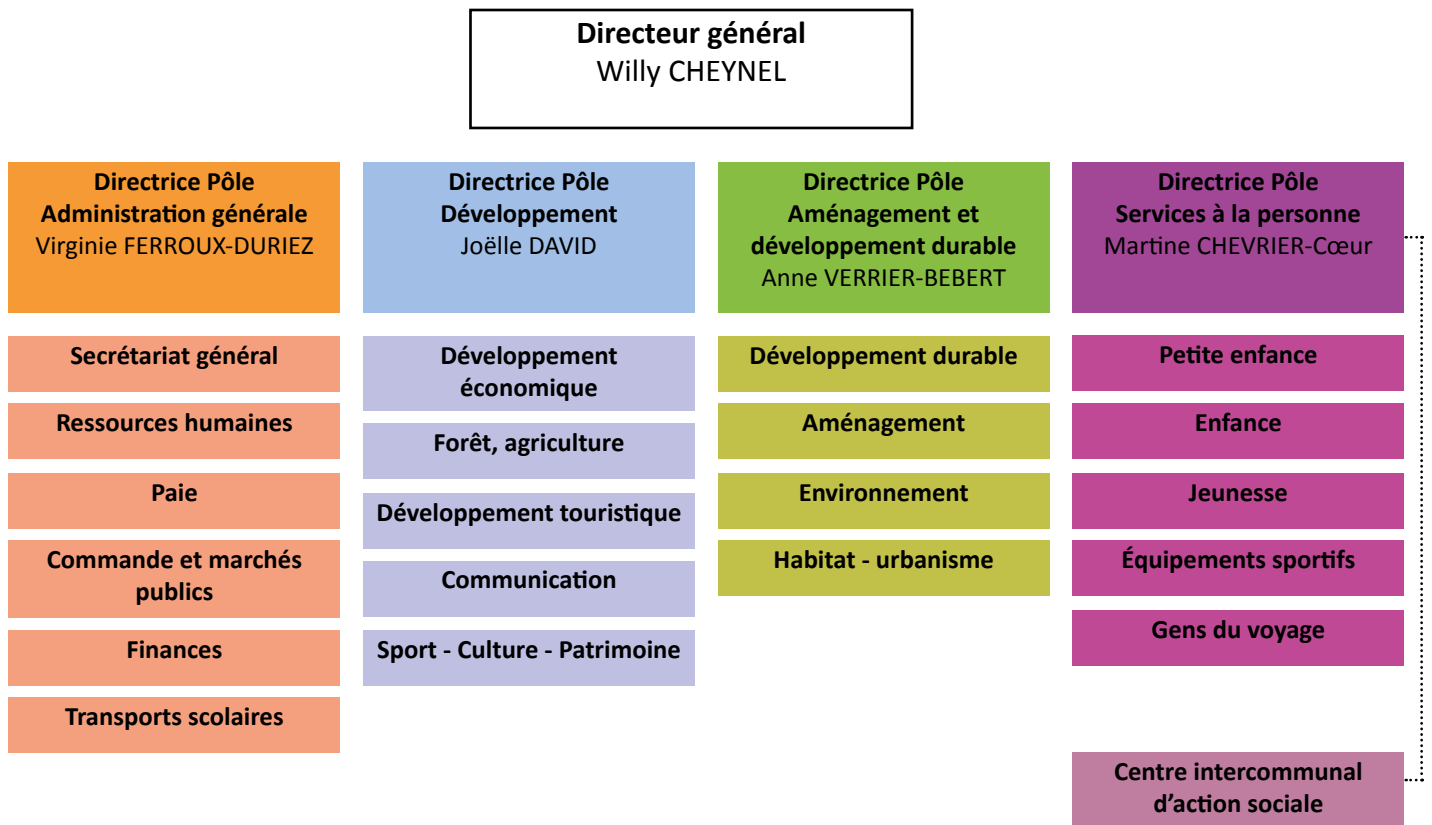 Directeur général
Willy CHEYNEL
Directrice Pôle
Administration générale
Virginie FERROUX-DURIEZ
Secrétariat général
Ressources humaines
Paie
Commande et marchés
publics
Finances
Transports scolaires
Directrice Pôle
Développement
Joëlle DAVID
Développement
économique
Forêt, agriculture
Développement touristique
Communication
Sport - Culture - Patrimoine
Directrice Pôle
Aménagement et
développement durable
Anne VERRIER-BEBERT
Développement durable
Aménagement
Environnement
Habitat - urbanisme
Directrice Pôle
Services à la personne
Martine CHEVRIER-Cœur
Petite enfance
Enfance
Jeunesse
Équipements sportifs
Gens du voyage
Centre intercommunal
d’action sociale